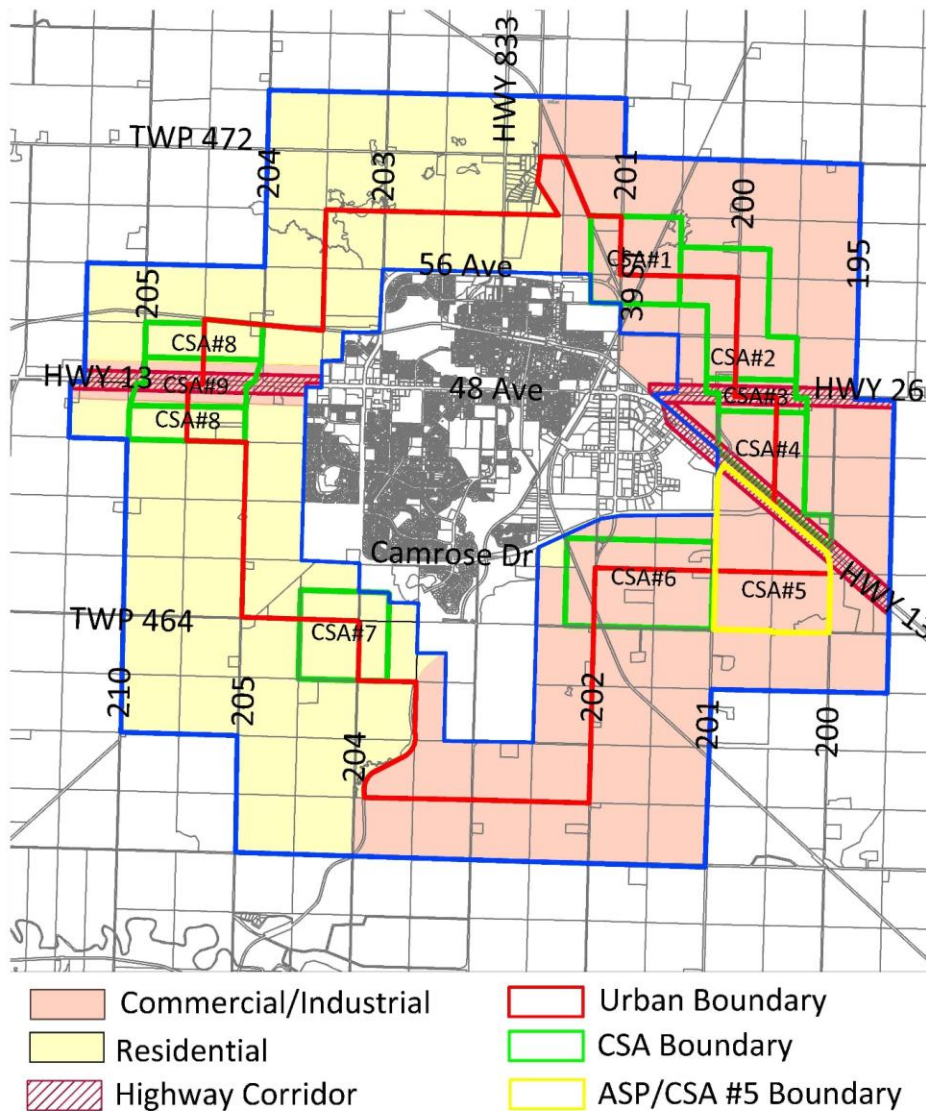 HWY 833
TWP 472
204
203
201
200
195
205
56 Ave
CSA#1
39 S
CSA#8
CSA#2
HWY 13
CSA#9
48 Ave
CSA#3
HWY 26
CSA#8
CSA#4
Camrose Dr
CSA#6
CSA#5
HWY 13
TWP 464
CSA#7
210
205
204
202
201
200
Commercial/Industrial
Urban Boundary
Residential
CSA Boundary
Highway Corridor
ASP/CSA #5 Boundary